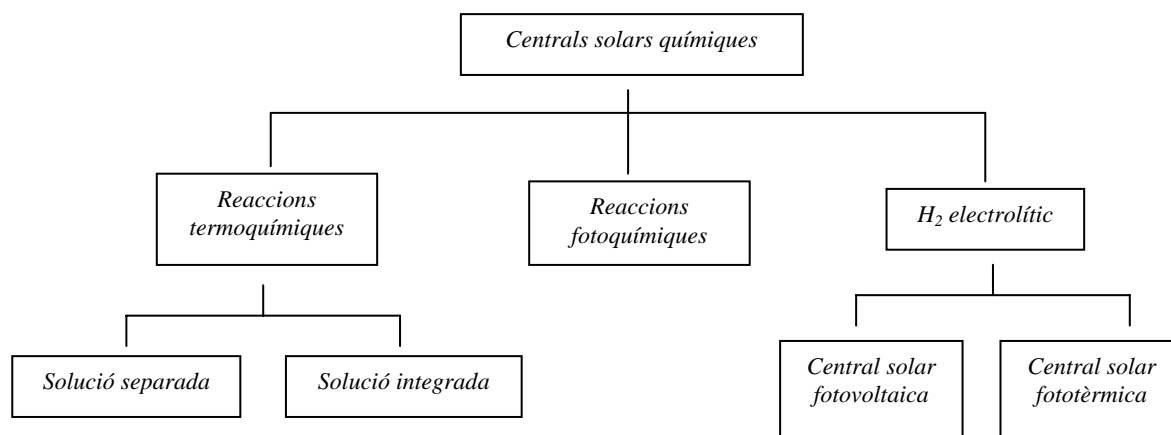 Centrals solars químiques
Reaccions
termoquímiques
Reaccions
fotoquímiques
H₂ electrolític
Solució separada
Solució integrada
Central solar
fotovoltaica
Central solar
fototèrmica